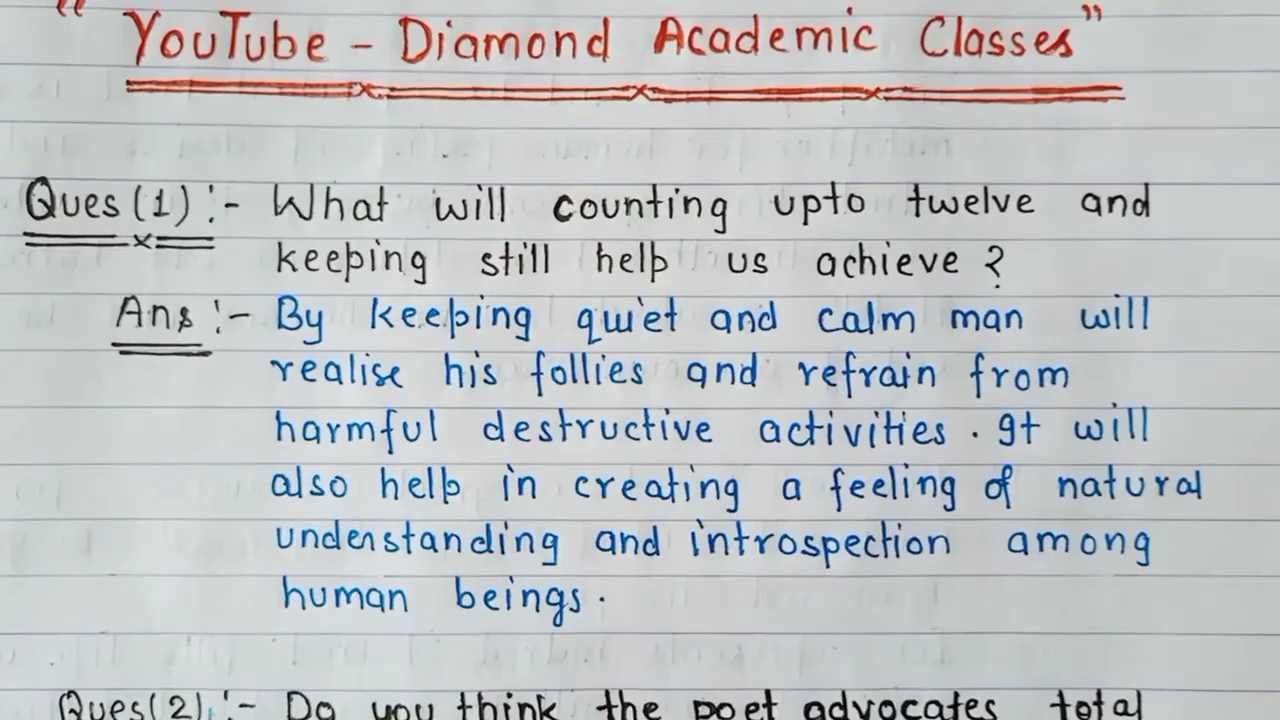 “ YouTube - Diamond Academic Classes ”
Ques (1) :- What will counting upto twelve and
keeping still help us achieve ?
Ans :- By keeping quiet and calm man will
realise his follies and refrain from
harmful destructive activities. It will
also help in creating a feeling of natural
understanding and introspection among
human beings.
Ques (2) :- Do you think the poet advocates total